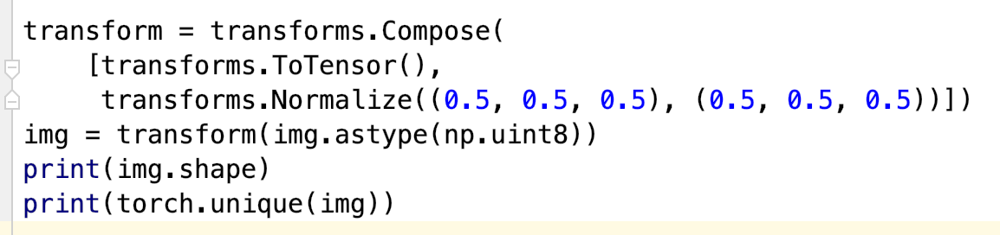 transform = transforms.Compose(
    [transforms.ToTensor(),
     transforms.Normalize((0.5, 0.5, 0.5), (0.5, 0.5, 0.5))])
img = transform(img.astype(np.uint8))
print(img.shape)
print(torch.unique(img))